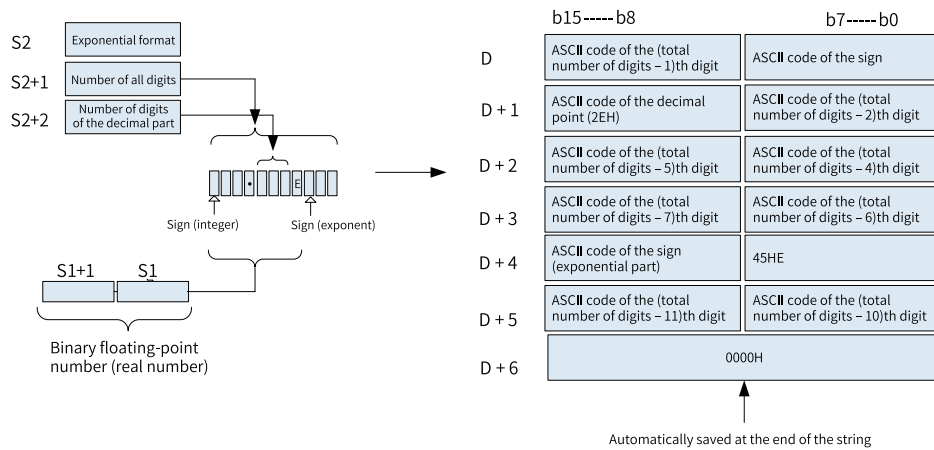 S2
Exponential format
S2+1
Number of all digits
S2+2
Number of digits
of the decimal part
E
Sign (integer)
Sign (exponent)
S1+1
S1
Binary floating-point
number (real number)
b15-----b8
b7-----b0
D
ASCII code of the (total
number of digits – 1)th digit
ASCII code of the sign
D + 1
ASCII code of the decimal
point (2EH)
ASCII code of the (total
number of digits – 2)th digit
D + 2
ASCII code of the (total
number of digits – 5)th digit
ASCII code of the (total
number of digits – 4)th digit
D + 3
ASCII code of the (total
number of digits – 7)th digit
ASCII code of the (total
number of digits – 6)th digit
D + 4
ASCII code of the sign
(exponential part)
45HE
D + 5
ASCII code of the (total
number of digits – 11)th digit
ASCII code of the (total
number of digits – 10)th digit
D + 6
0000H
Automatically saved at the end of the string